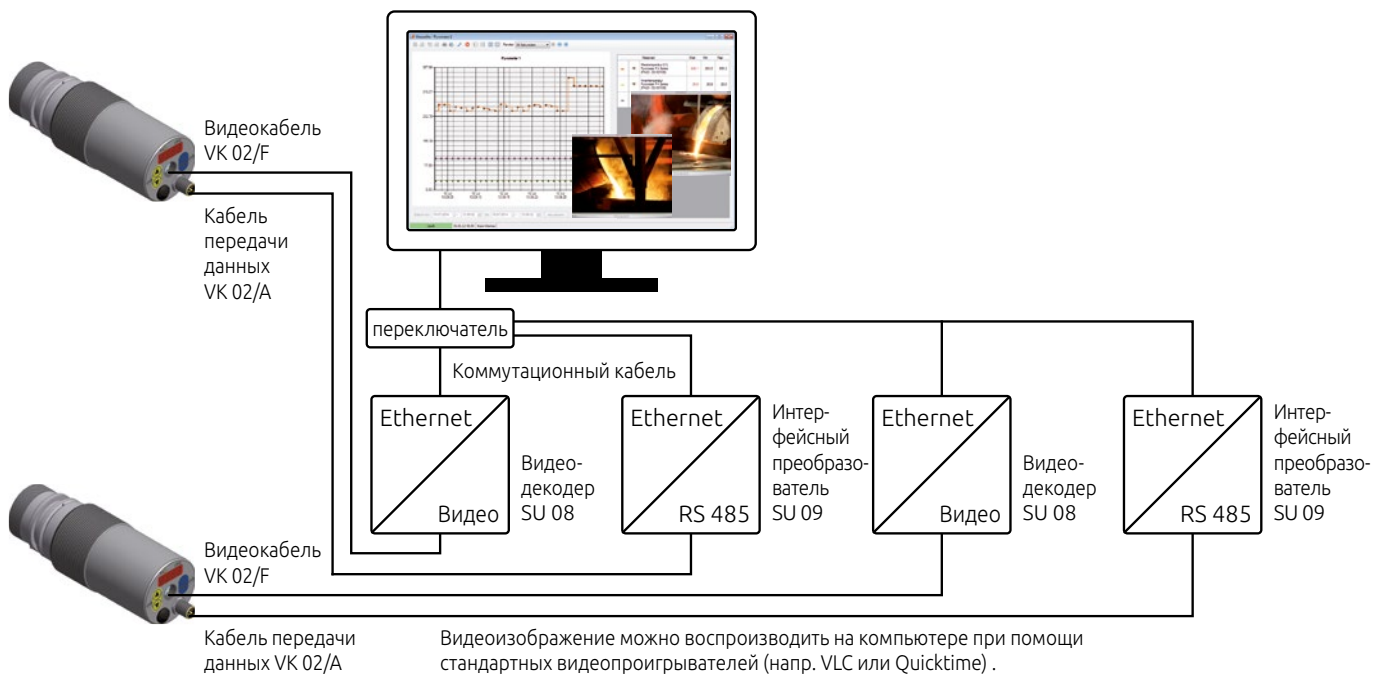 Pyrometer 1
Видеокабель
VK 02/F
Кабель
передачи
данных
VK 02/A
переключатель
Коммутационный кабель
Ethernet
Видео
Видео-
декодер
SU 08
Ethernet
RS 485
Интер-
фейсный
преобразо-
ватель
SU 09
Ethernet
Видео
Видео-
декодер
SU 08
Ethernet
RS 485
Интер-
фейсный
преобразо-
ватель
SU 09
Видеокабель
VK 02/F
Кабель передачи
данных VK 02/A
Видеоизображение можно воспроизводить на компьютере при помощи
стандартных видеопроигрывателей (напр. VLC или Quicktime) .